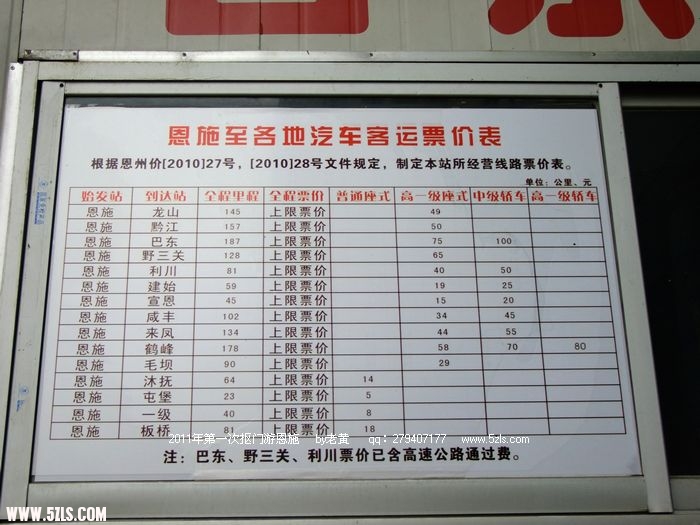 恩施至各地汽车客运票价表
根据恩州价[2010]27号，[2010]28号文件规定，制定本站所经营线路票价表。
单位：公里、元
始发站 到达站 全程里程 全程票价 普通座式 高一级座式 中级轿车 高一级轿车
恩施 龙山 145 上限票价 49
恩施 黔江 157 上限票价 50
恩施 巴东 187 上限票价 75 100
恩施 野三关 128 上限票价 65
恩施 利川 81 上限票价 40 50
恩施 建始 59 上限票价 19 25
恩施 宣恩 45 上限票价 15 20
恩施 咸丰 102 上限票价 34 45
恩施 来凤 134 上限票价 44 55
恩施 鹤峰 178 上限票价 58 70 80
恩施 毛坝 90 上限票价 29
恩施 沐抚 64 上限票价 14
恩施 屯堡 23 上限票价 5
恩施 一级 40 上限票价 8
恩施 板桥 81 上限票价 18
2011年第一次抠门游恩施 by老黄 qq：279407177 www.5zls.com
注：巴东、野三关、利川票价已含高速公路通过费。
WWW.5ZLS.COM